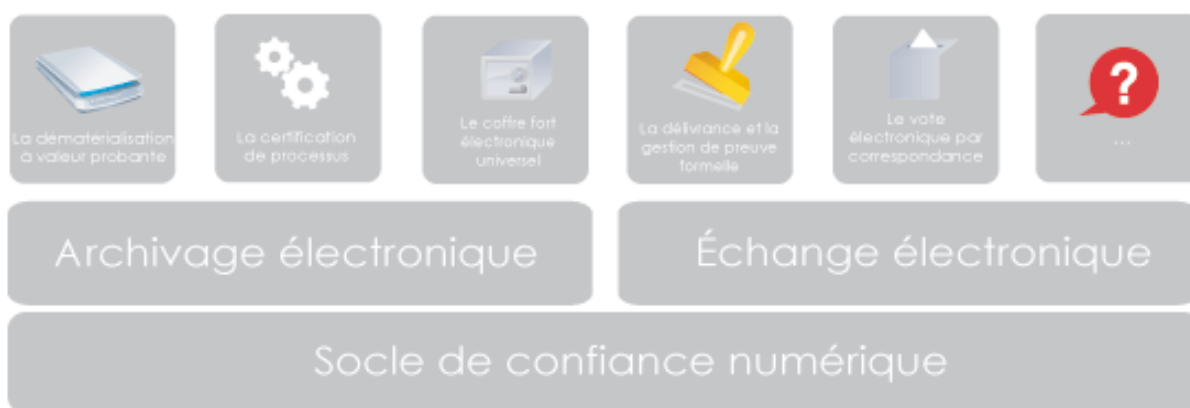 La dématérialisation
à valeur probante
La certification
de processus
Le coffre fort
électronique
universel
La délivrance et la
gestion de preuve
formelle
Le vote
électronique par
correspondance
?
...
Archivage électronique
Échange électronique
Socle de confiance numérique